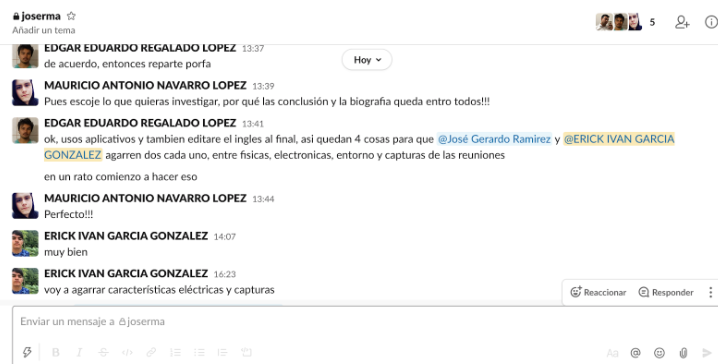 joserma
5
Añadir un tema
EDGAR EDUARDO REGALADO LOPEZ 13:37
de acuerdo, entonces reparte porfa
Hoy
MAURICIO ANTONIO NAVARRO LOPEZ 13:39
Pues escoje lo que quieras investigar, por qué las conclusión y la biografia queda entro todos!!!
EDGAR EDUARDO REGALADO LOPEZ 13:41
ok, usos aplicativos y tambien editare el ingles al final, asi quedan 4 cosas para que @José Gerardo Ramirez y @ERICK IVAN GARCIA
GONZALEZ agarren dos cada uno, entre fisicas, electronicas, entorno y capturas de las reuniones
en un rato comienzo a hacer eso
MAURICIO ANTONIO NAVARRO LOPEZ 13:44
Perfecto!!!
ERICK IVAN GARCIA GONZALEZ 14:07
muy bien
ERICK IVAN GARCIA GONZALEZ 16:23
voy a agarrar características eléctricas y capturas
Reaccionar Responder
Enviar un mensaje a joserma
B I S Aa @